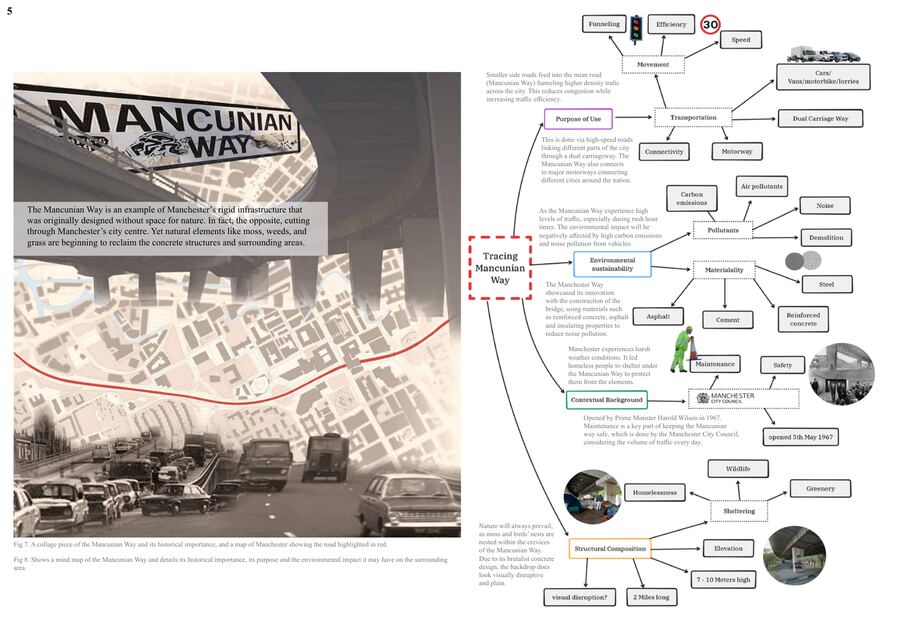 5
MANCUNIAN
WAY
The Mancunian Way is an example of Manchester's rigid infrastructure that
was originally designed without space for nature. In fact, the opposite, cutting
through Manchester's city centre. Yet natural elements like moss, weeds, and
grass are beginning to reclaim the concrete structures and surrounding areas.
Fig 7. A collage piece of the Mancunian Way and its historical importance, and a map of Manchester showing the road highlighted in red.
Fig 8. Shows a mind map of the Mancunian Way and details its historical importance, its purpose and the environmental impact it may have on the surrounding
area.
Funneling
Efficiency
30
Speed
Movement
Smaller side roads feed into the mian road
(Mancunian Way) funneling higher density trafic
across the city. This reduces congestion while
increasing traffic efficiency.
Cars/
Vans/motorbike/lorries
Purpose of Use
Transportation
Dual Carriage Way
Connectivity
Motorway
This is done via high-speed roads
linking different parts of the city
through a dual carriageway. The
Mancunian Way also connects
to major motorways connecting
different cities around the nation.
Carbon
emissions
Air pollutants
Noise
As the Mancunian Way experience high
levels of traffic, especially during rush hour
times. The environmental impact will be
negatively affected by high carbon emissions
and noise pollution from vehicles.
Pollutants
Demolition
Tracing
Mancunian
Way
Environmental
sustainability
Materialality
Steel
The Manchester Way
showcased its innovation
with the construction of the
bridge, using materials such
as reinforced concrete, asphalt
and insulating properties to
reduce noise pollution.
Asphalt
Cement
Reinforced
concrete
Manchester experiences harsh
weather conditions. It led
homeless people to shelter under
the Mancunian Way to protect
them from the elements.
Maintenance
Safety
Contextual Background
MANCHESTER
CITY COUNCIL
Opened by Prime Minister Harold Wilson in 1967.
Maintenance is a key part of keeping the Mancunian
way safe, which is done by the Manchester City Council,
considering the volume of traffic every day.
opened 5th May 1967
Wildlife
Homelessness
Greenery
Sheltering
Nature will always prevail,
as moss and birds' nests are
nested within the crevices
of the Mancunian Way.
Due to its brutalist concrete
design, the backdrop does
look visually disruptive
and plain.
Structural Composition
Elevation
7 - 10 Meters high
visual disruption?
2 Miles long